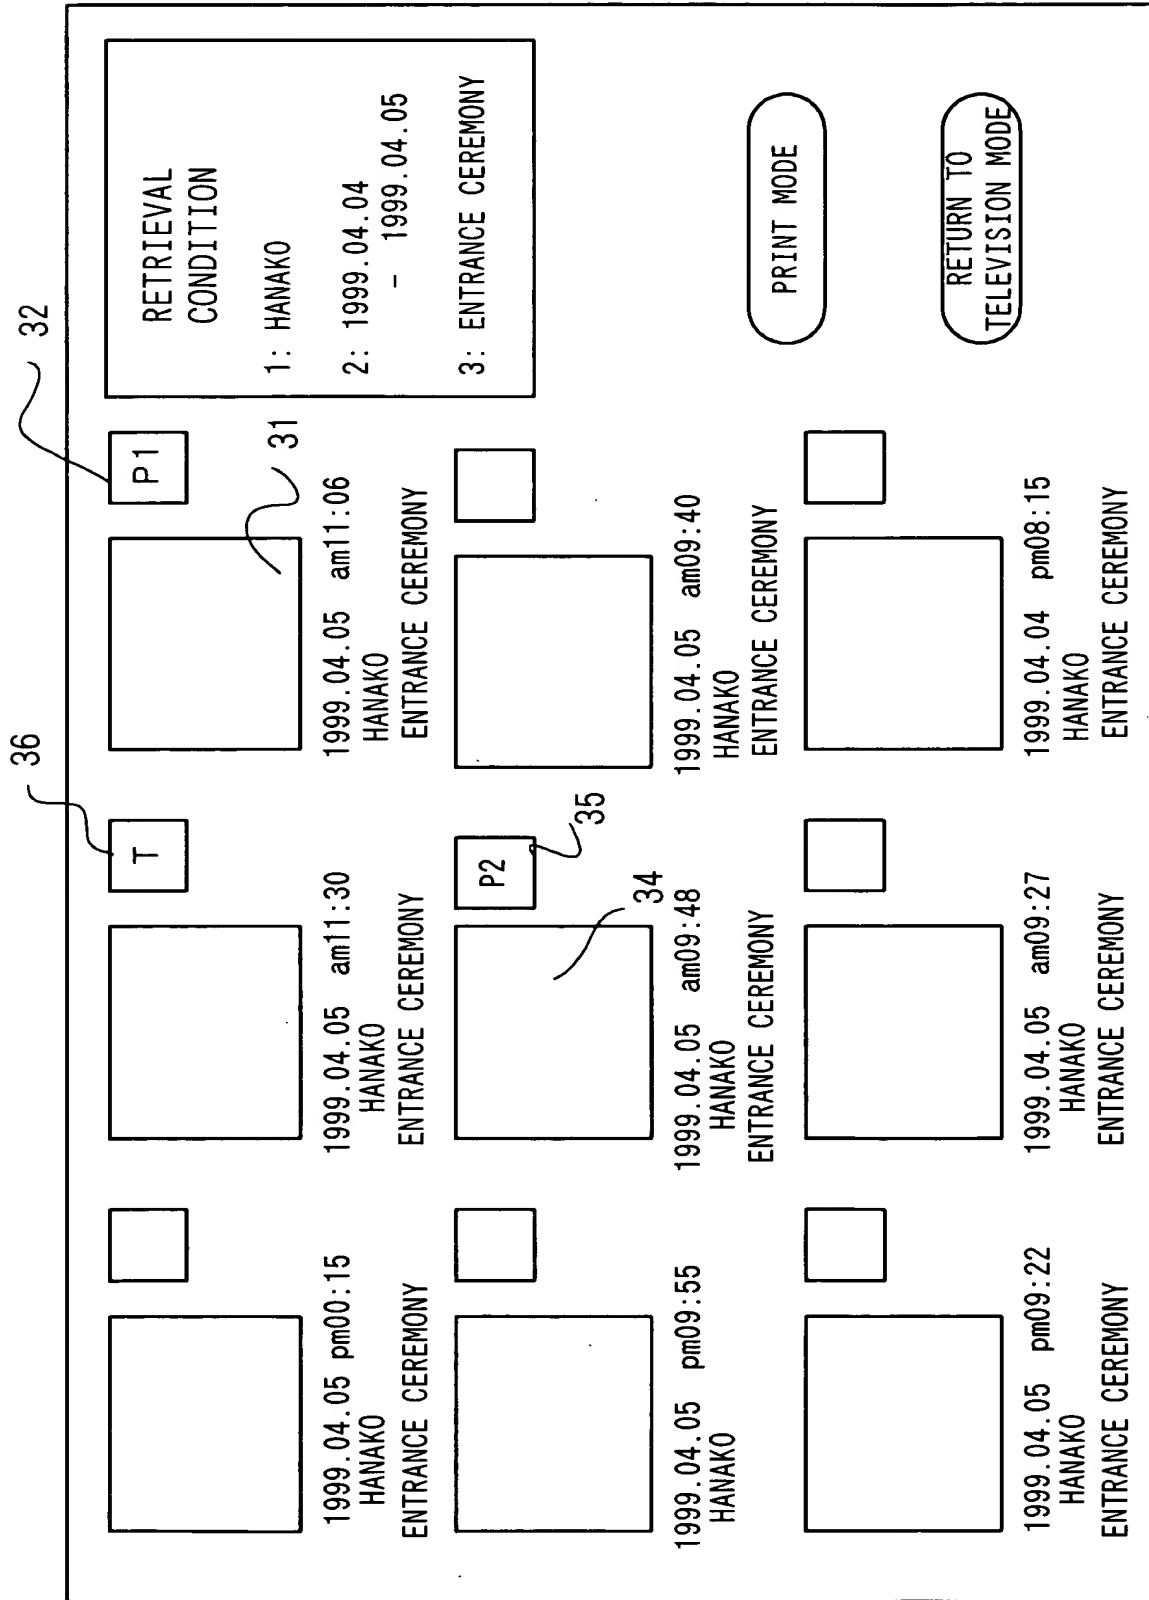 36
32
T
P1
1999.04.05 pm00:15
HANAKO
ENTRANCE CEREMONY
1999.04.05 am11:30
HANAKO
ENTRANCE CEREMONY
1999.04.05 am11:06
HANAKO
ENTRANCE CEREMONY
31
RETRIEVAL
CONDITION
1: HANAKO
2: 1999.04.04
- 1999.04.05
3: ENTRANCE CEREMONY
P2
35
34
1999.04.05 pm09:55
HANAKO
1999.04.05 am09:48
HANAKO
ENTRANCE CEREMONY
1999.04.05 am09:40
HANAKO
ENTRANCE CEREMONY
PRINT MODE
1999.04.05 pm09:22
HANAKO
ENTRANCE CEREMONY
1999.04.05 am09:27
HANAKO
ENTRANCE CEREMONY
1999.04.04 pm08:15
HANAKO
ENTRANCE CEREMONY
RETURN TO
TELEVISION MODE